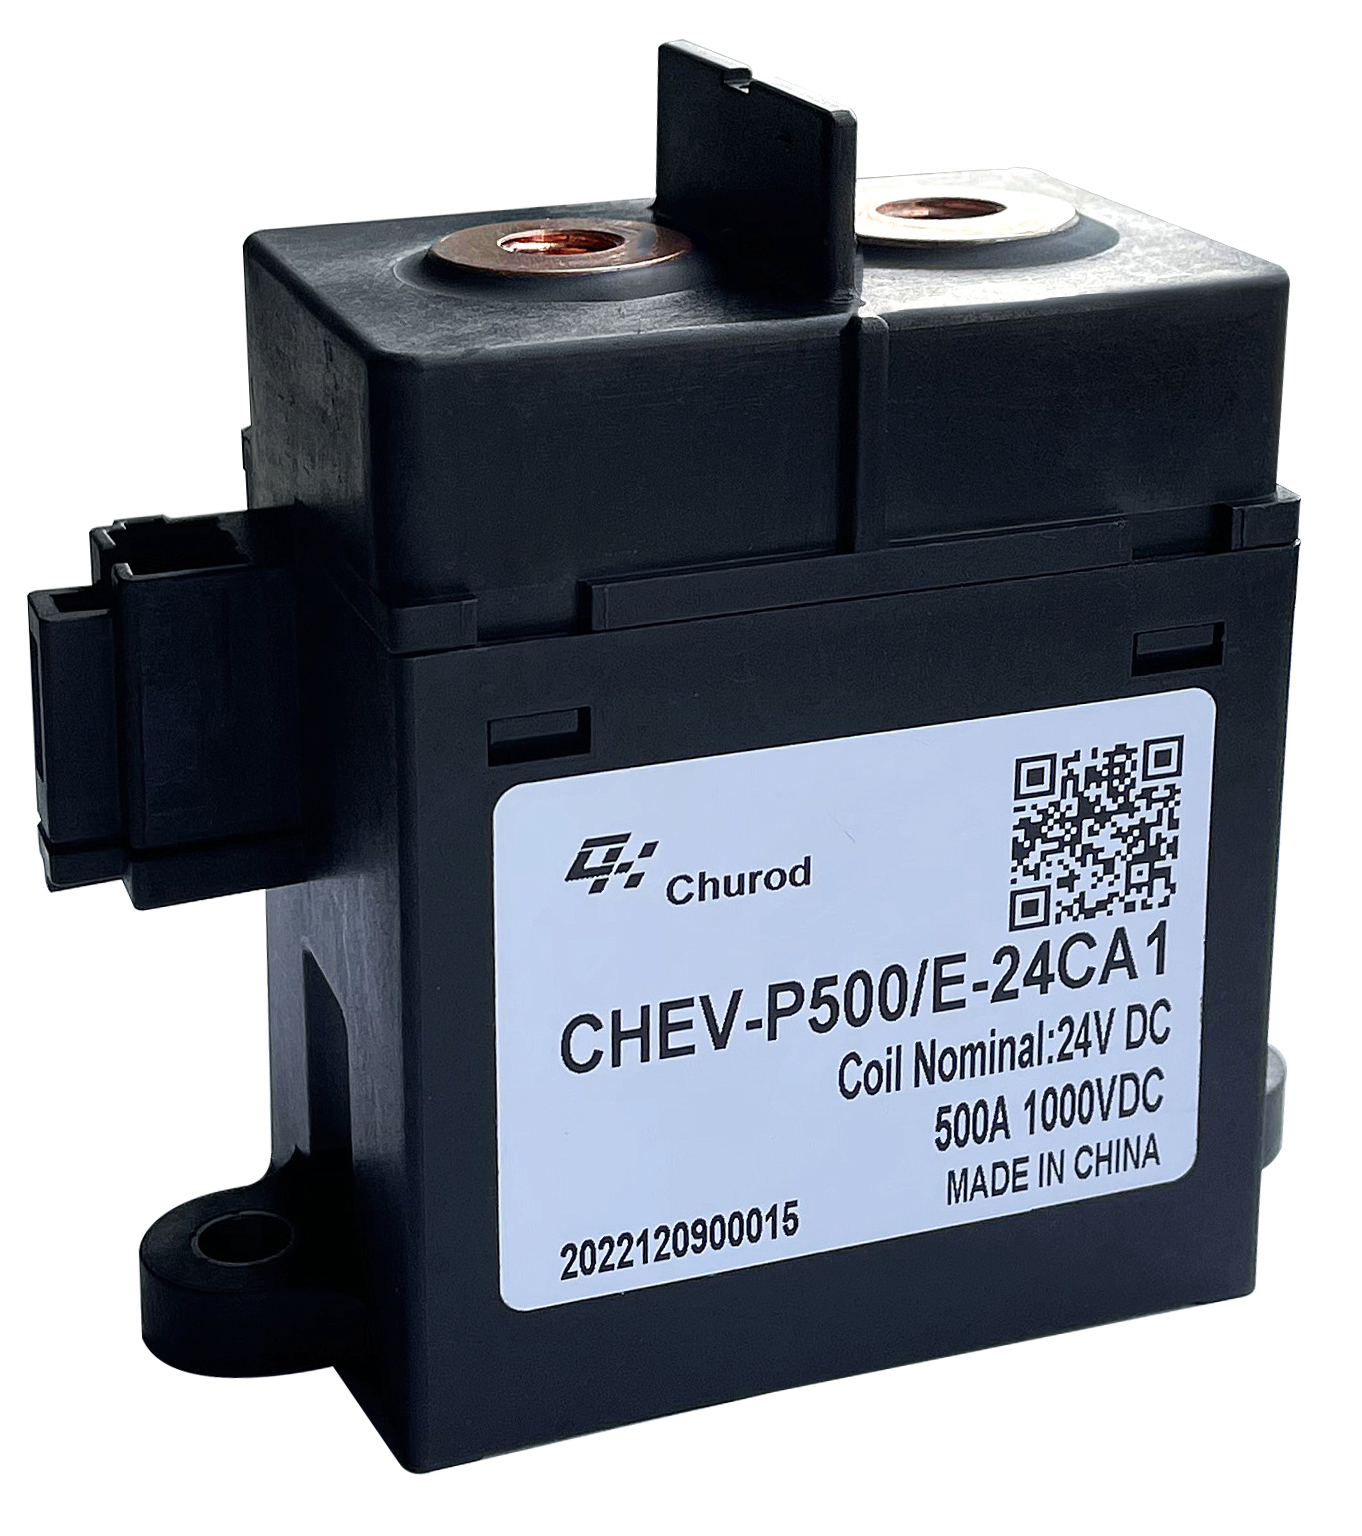 Churod
CHEV-P500/E-24CA1
Coil Nominal:24V DC
500A 1000VDC
MADE IN CHINA
2022120900015